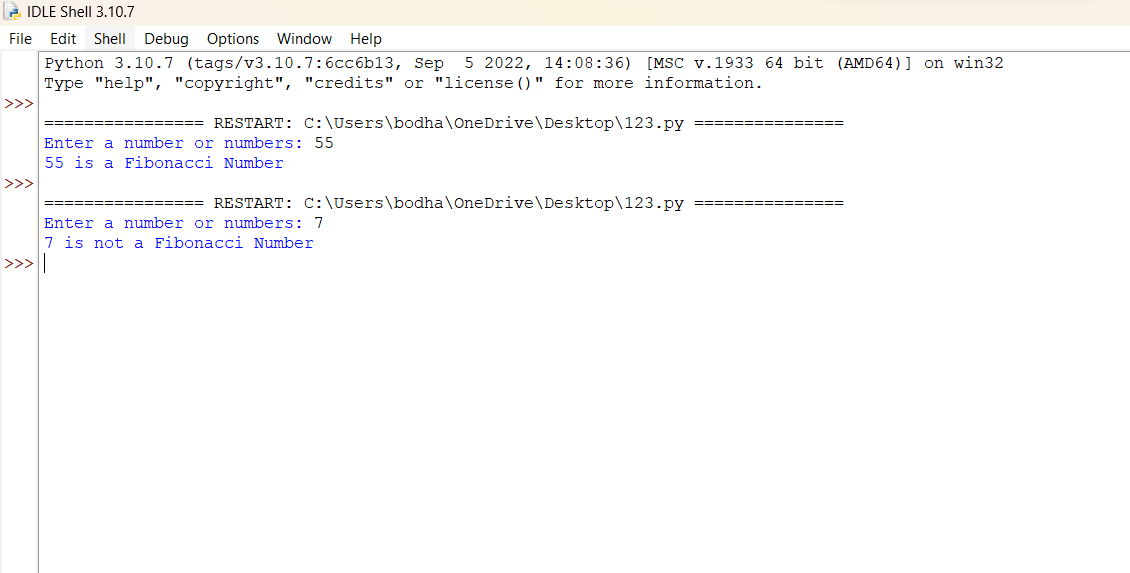 IDLE Shell 3.10.7
File Edit Shell Debug Options Window Help
Python 3.10.7 (tags/v3.10.7:6cc6b13, Sep  5 2022, 14:08:36) [MSC v.1933 64 bit (AMD64)] on win32
Type "help", "copyright", "credits" or "license()" for more information.
>>>
================ RESTART: C:\Users\bodha\OneDrive\Desktop\123.py ===============
Enter a number or numbers: 55
55 is a Fibonacci Number
>>>
================ RESTART: C:\Users\bodha\OneDrive\Desktop\123.py ===============
Enter a number or numbers: 7
7 is not a Fibonacci Number
>>>